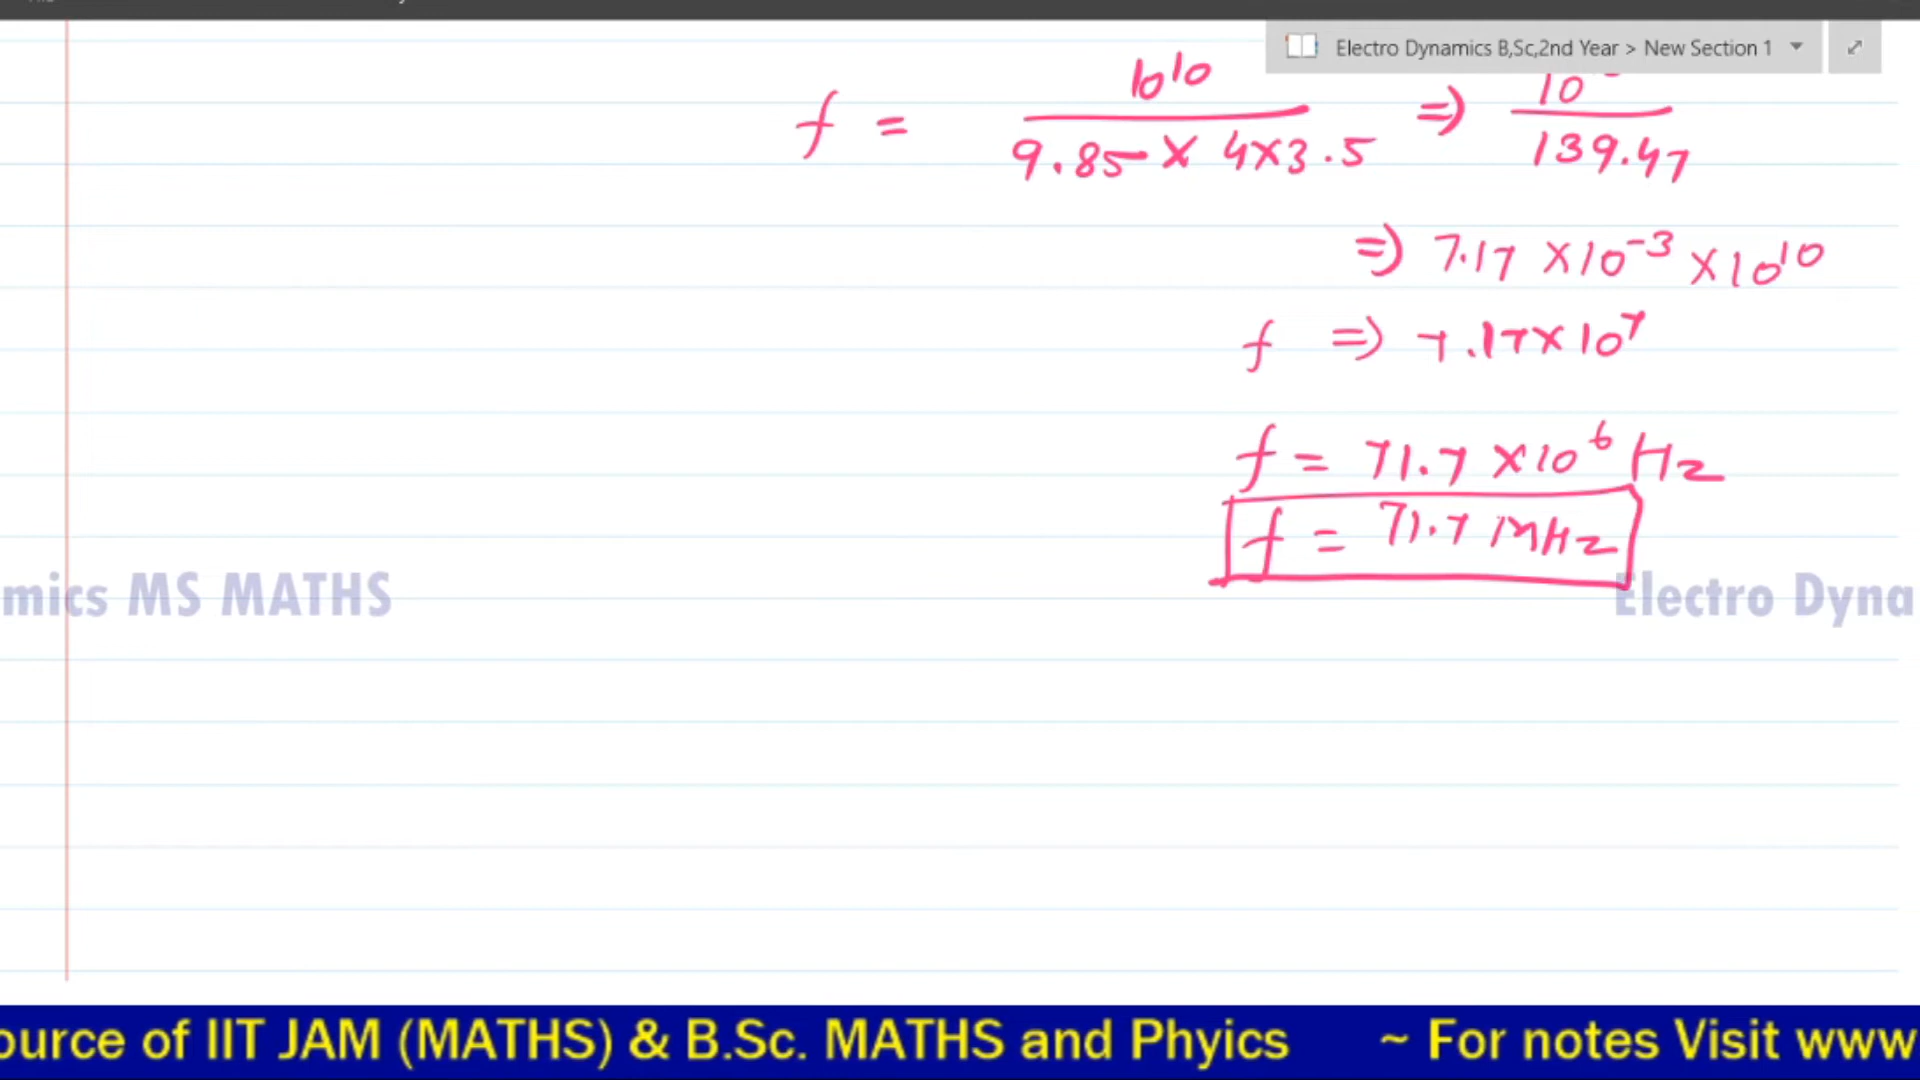 Electro Dynamics B,Sc,2nd Year > New Section 1
f = 10^10 / 9.85 × 4×3.5 ⇒ 10 / 139.47
⇒ 7.17 × 10^-3 × 10^10
f ⇒ 7.17×10^7
f = 71.7 ×10^6 Hz
f = 71.7 MHz
mics MS MATHS
Electro Dyna
ource of IIT JAM (MATHS) & B.Sc. MATHS and Phyics ~ For notes Visit www